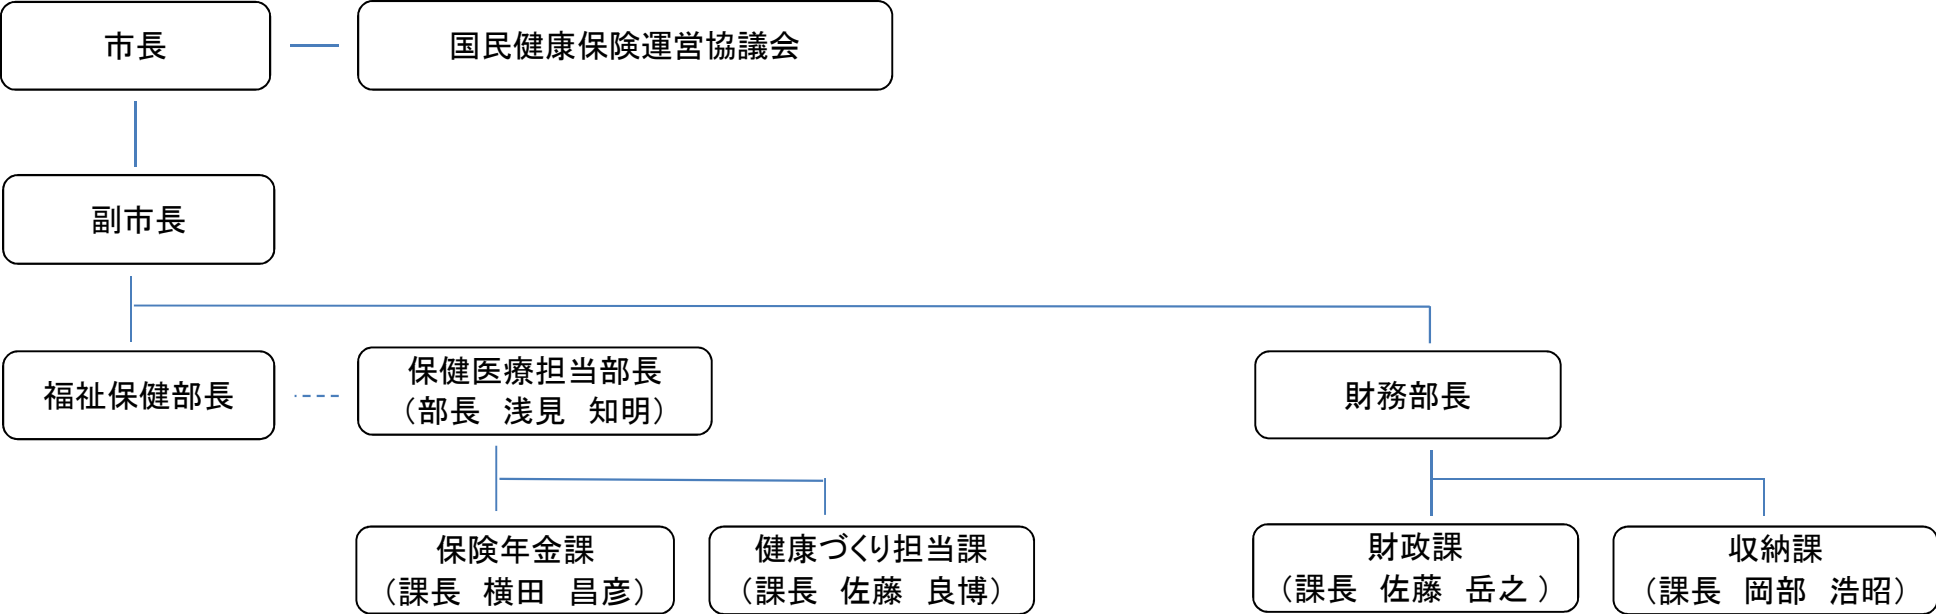 市長
国民健康保険運営協議会
副市長
福祉保健部長
保健医療担当部長
（部長　浅見　知明）
財務部長
保険年金課
（課長　横田　昌彦）
健康づくり担当課
（課長　佐藤　良博）
財政課
（課長　佐藤　岳之 ）
収納課
（課長　岡部　浩昭）